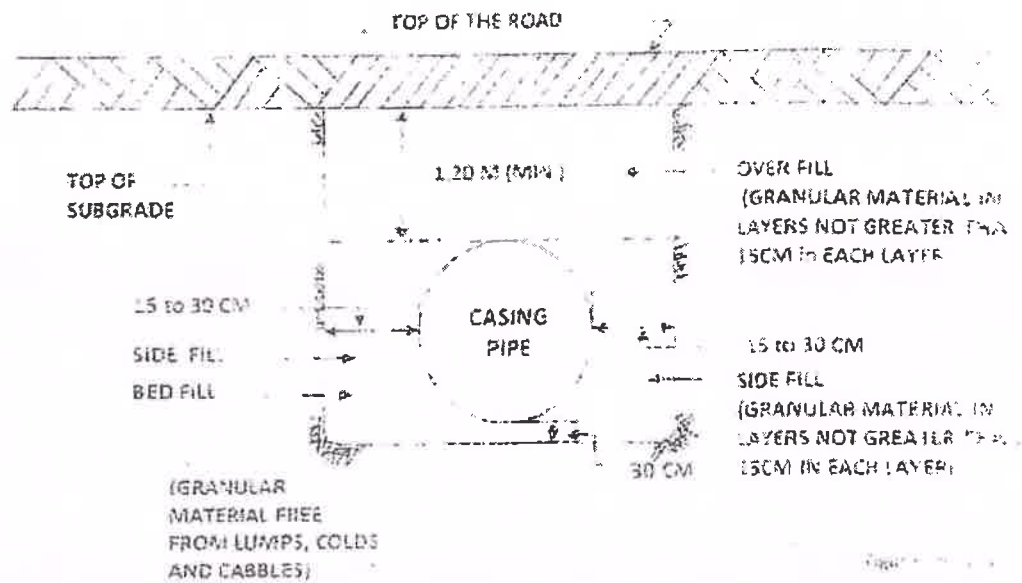 TOP OF THE ROAD
TOP OF
SUBGRADE
1.20 M (MIN)
OVER FILL
(GRANULAR MATERIAL IN
LAYERS NOT GREATER THA
15CM in EACH LAYER
15 to 30 CM
CASING
PIPE
SIDE FILL
BED FILL
15 to 30 CM
SIDE FILL
(GRANULAR MATERIAL IN
LAYERS NOT GREATER THA
15CM IN EACH LAYER)
30 CM
(GRANULAR
MATERIAL FREE
FROM LUMPS, COLDS
AND CABBLES)